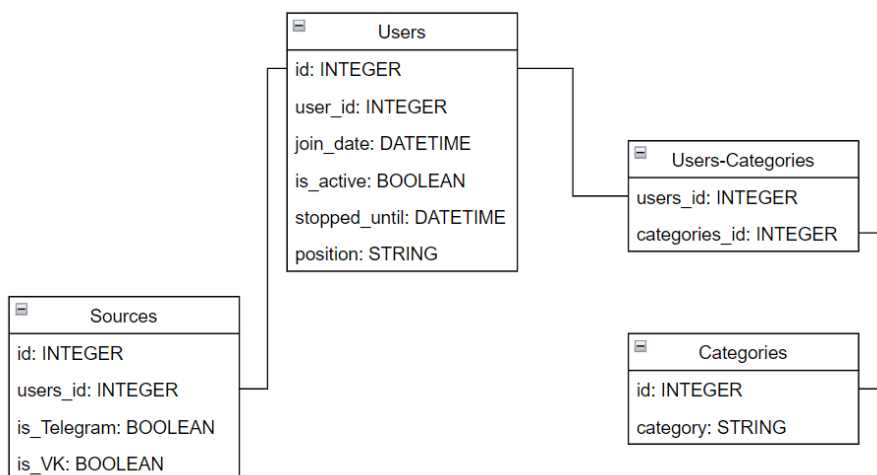 Users
id: INTEGER
user_id: INTEGER
join_date: DATETIME
is_active: BOOLEAN
stopped_until: DATETIME
position: STRING
Users-Categories
users_id: INTEGER
categories_id: INTEGER
Sources
id: INTEGER
users_id: INTEGER
is_Telegram: BOOLEAN
is_VK: BOOLEAN
Categories
id: INTEGER
category: STRING